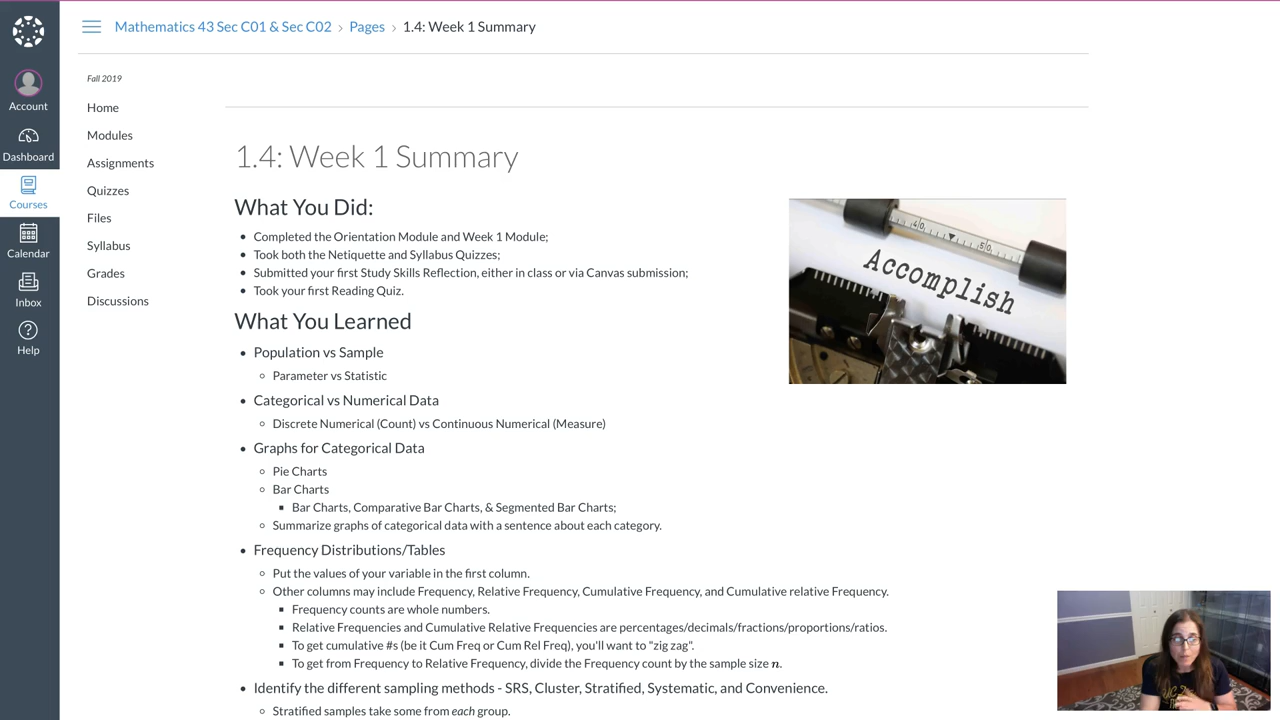 Mathematics 43 Sec C01 & Sec C02 › Pages › 1.4: Week 1 Summary
Account
Dashboard
Courses
Calendar
Inbox
Help
Fall 2019
Home
Modules
Assignments
Quizzes
Files
Syllabus
Grades
Discussions
1.4: Week 1 Summary
What You Did:
• Completed the Orientation Module and Week 1 Module;
• Took both the Netiquette and Syllabus Quizzes;
• Submitted your first Study Skills Reflection, either in class or via Canvas submission;
• Took your first Reading Quiz.
40
50
Accomplish
What You Learned
• Population vs Sample
◦ Parameter vs Statistic
• Categorical vs Numerical Data
◦ Discrete Numerical (Count) vs Continuous Numerical (Measure)
• Graphs for Categorical Data
◦ Pie Charts
◦ Bar Charts
▪ Bar Charts, Comparative Bar Charts, & Segmented Bar Charts;
◦ Summarize graphs of categorical data with a sentence about each category.
• Frequency Distributions/Tables
◦ Put the values of your variable in the first column.
◦ Other columns may include Frequency, Relative Frequency, Cumulative Frequency, and Cumulative relative Frequency.
▪ Frequency counts are whole numbers.
▪ Relative Frequencies and Cumulative Relative Frequencies are percentages/decimals/fractions/proportions/ratios.
▪ To get cumulative #s (be it Cum Freq or Cum Rel Freq), you'll want to "zig zag".
▪ To get from Frequency to Relative Frequency, divide the Frequency count by the sample size n.
• Identify the different sampling methods - SRS, Cluster, Stratified, Systematic, and Convenience.
◦ Stratified samples take some from each group.